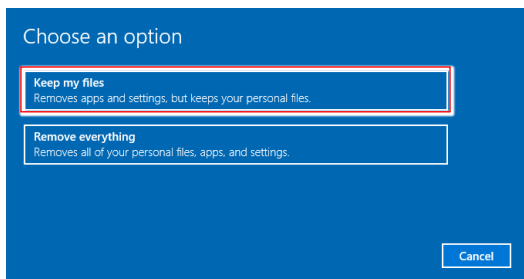 Choose an option
Keep my files
Removes apps and settings, but keeps your personal files.
Remove everything
Removes all of your personal files, apps, and settings.
Cancel